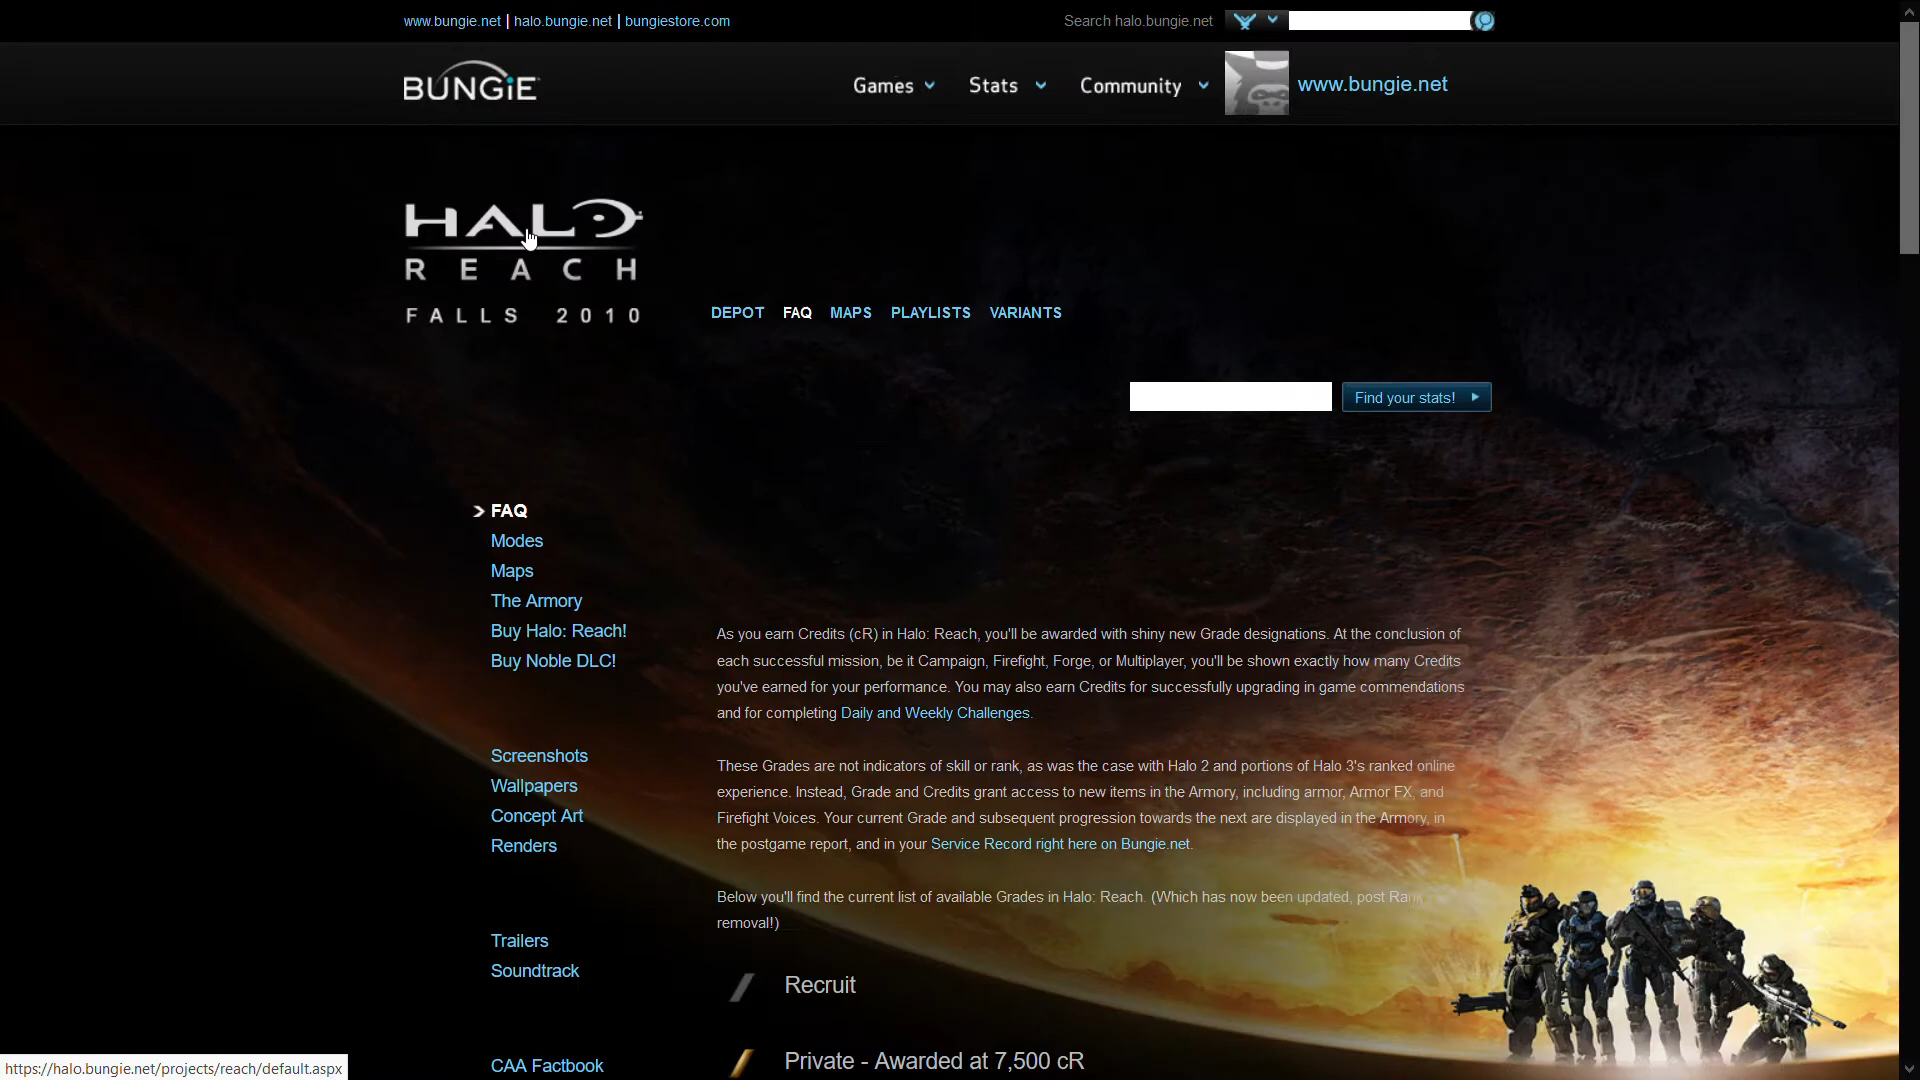 www.bungie.net | halo.bungie.net | bungiestore.com
Search halo.bungie.net
BUNGiE
Games
Stats
Community
www.bungie.net
HALO
REACH
FALLS 2010
DEPOT
FAQ
MAPS
PLAYLISTS
VARIANTS
Find your stats!
FAQ
Modes
Maps
The Armory
Buy Halo: Reach!
Buy Noble DLC!
Screenshots
Wallpapers
Concept Art
Renders
Trailers
Soundtrack
CAA Factbook
As you earn Credits (cR) in Halo: Reach, you'll be awarded with shiny new Grade designations. At the conclusion of
each successful mission, be it Campaign, Firefight, Forge, or Multiplayer, you'll be shown exactly how many Credits
you've earned for your performance. You may also earn Credits for successfully upgrading in game commendations
and for completing Daily and Weekly Challenges.
These Grades are not indicators of skill or rank, as was the case with Halo 2 and portions of Halo 3's ranked online
experience. Instead, Grade and Credits grant access to new items in the Armory, including armor, Armor FX, and
Firefight Voices. Your current Grade and subsequent progression towards the next are displayed in the Armory, in
the postgame report, and in your Service Record right here on Bungie.net.
Below you'll find the current list of available Grades in Halo: Reach. (Which has now been updated, post Rank
removal!)
Recruit
Private - Awarded at 7,500 cR
https://halo.bungie.net/projects/reach/default.aspx